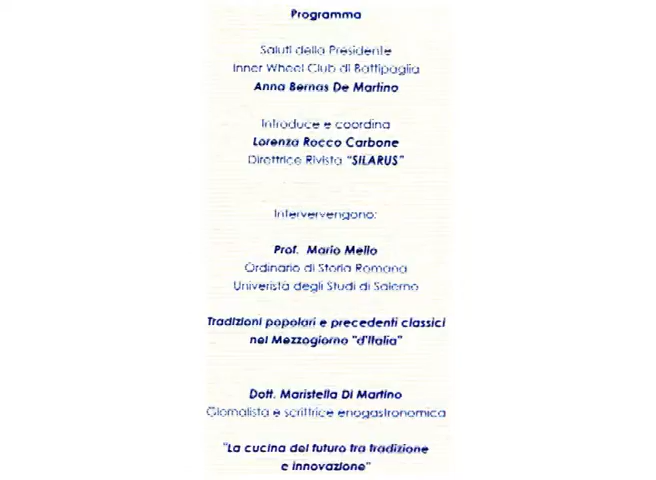 Programma
Saluti della Presidente
Inner Wheel Club di Battipaglia
Anna Bernas De Martino
Introduce e coordina
Lorenza Rocco Carbone
Direttrice Rivista "SILARUS"
Intervervengono:
Prof. Mario Mello
Ordinario di Storia Romana
Univeristà degli Studi di Salerno
Tradizioni popolari e precedenti classici
nel Mezzogiorno "d'Italia"
Dott. Maristella Di Martino
Giornalista e scrittrice enogastronomica
"La cucina del futuro tra tradizione
e innovazione"